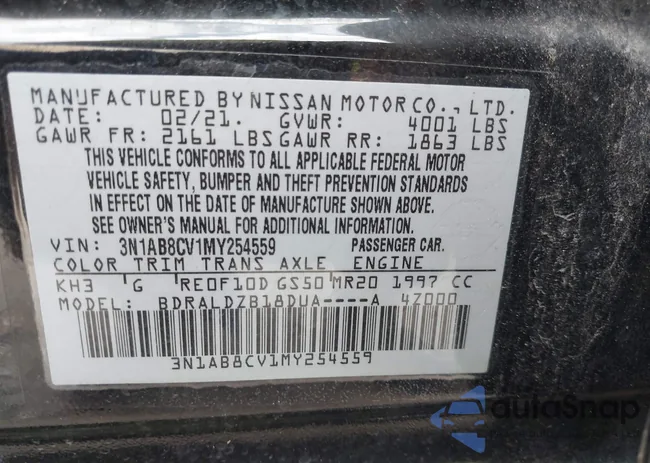 MANUFACTURED BY NISSAN MOTOR CO., LTD.
DATE: 02/21. GVWR: 4001 LBS
GAWR FR: 2161 LBS GAWR RR: 1863 LBS
THIS VEHICLE CONFORMS TO ALL APPLICABLE FEDERAL MOTOR
VEHICLE SAFETY, BUMPER AND THEFT PREVENTION STANDARDS
IN EFFECT ON THE DATE OF MANUFACTURE SHOWN ABOVE.
SEE OWNER'S MANUAL FOR ADDITIONAL INFORMATION.
VIN: 3N1AB8CV1MY254559 PASSENGER CAR.
COLOR TRIM TRANS AXLE ENGINE
KH3 G RE0F10D GS50 MR20 1997 CC
MODEL: BDRALDZB18DUA----A 4Z000
3N1AB8CV1MY254559
autoSnap